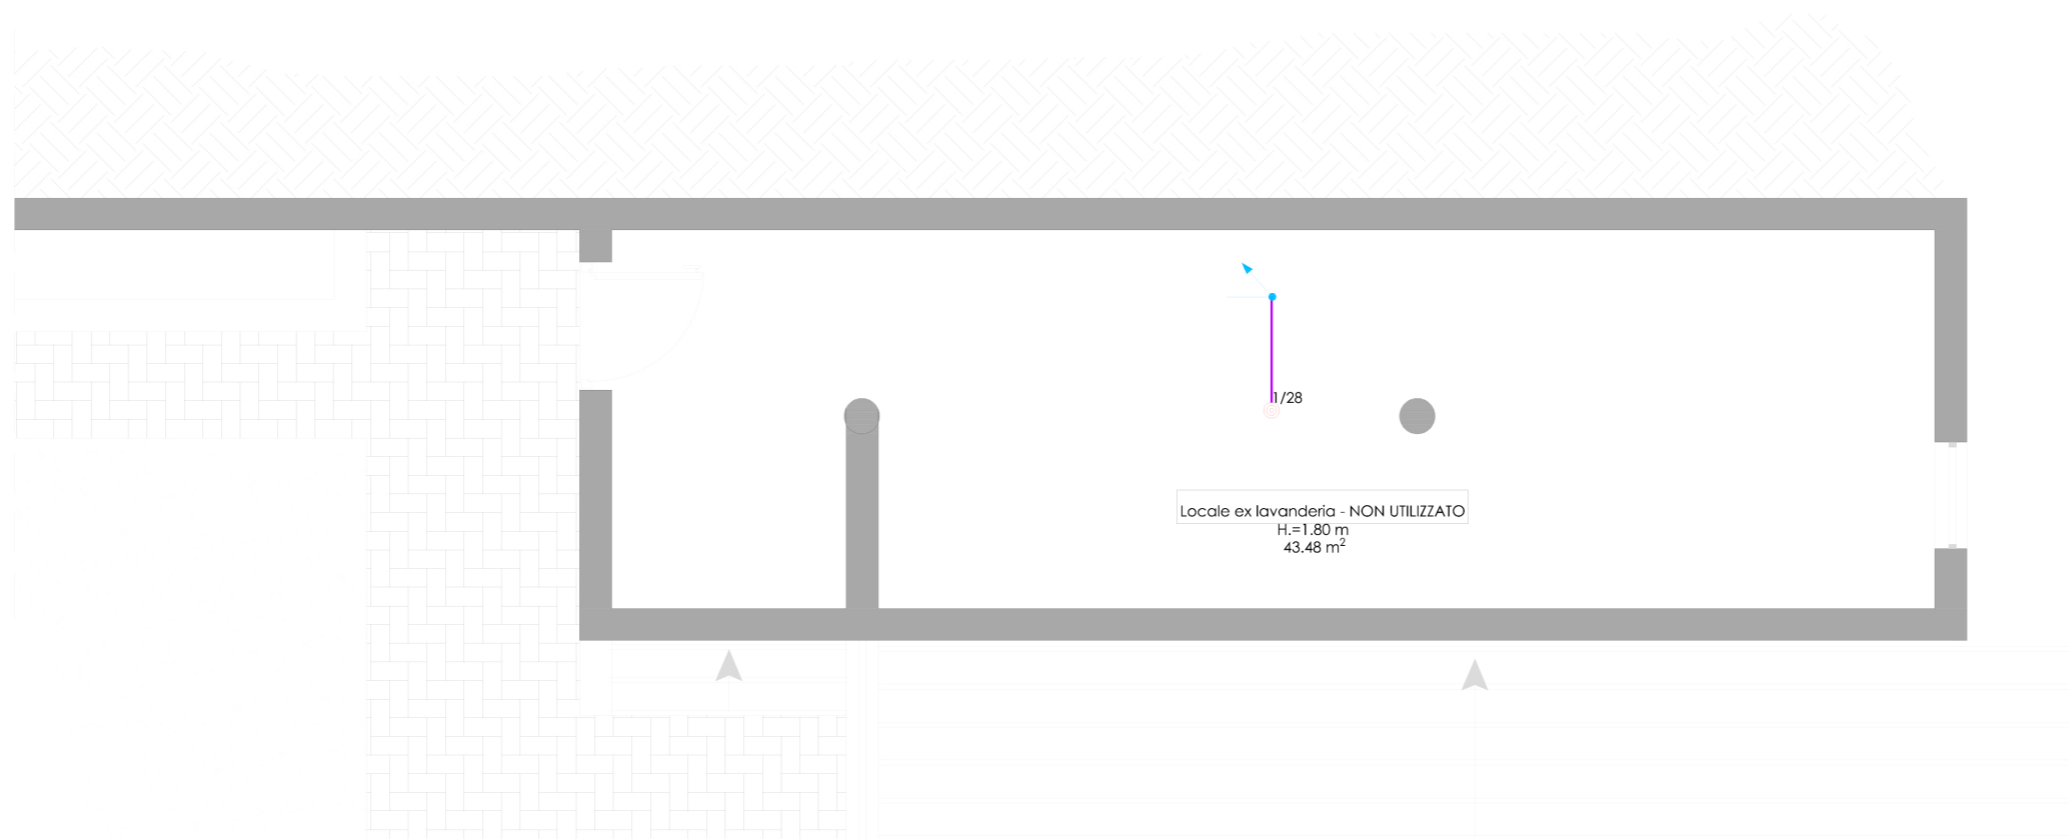 1/28
Locale ex lavanderia - NON UTILIZZATO
H.=1.80 m
43.48 m²